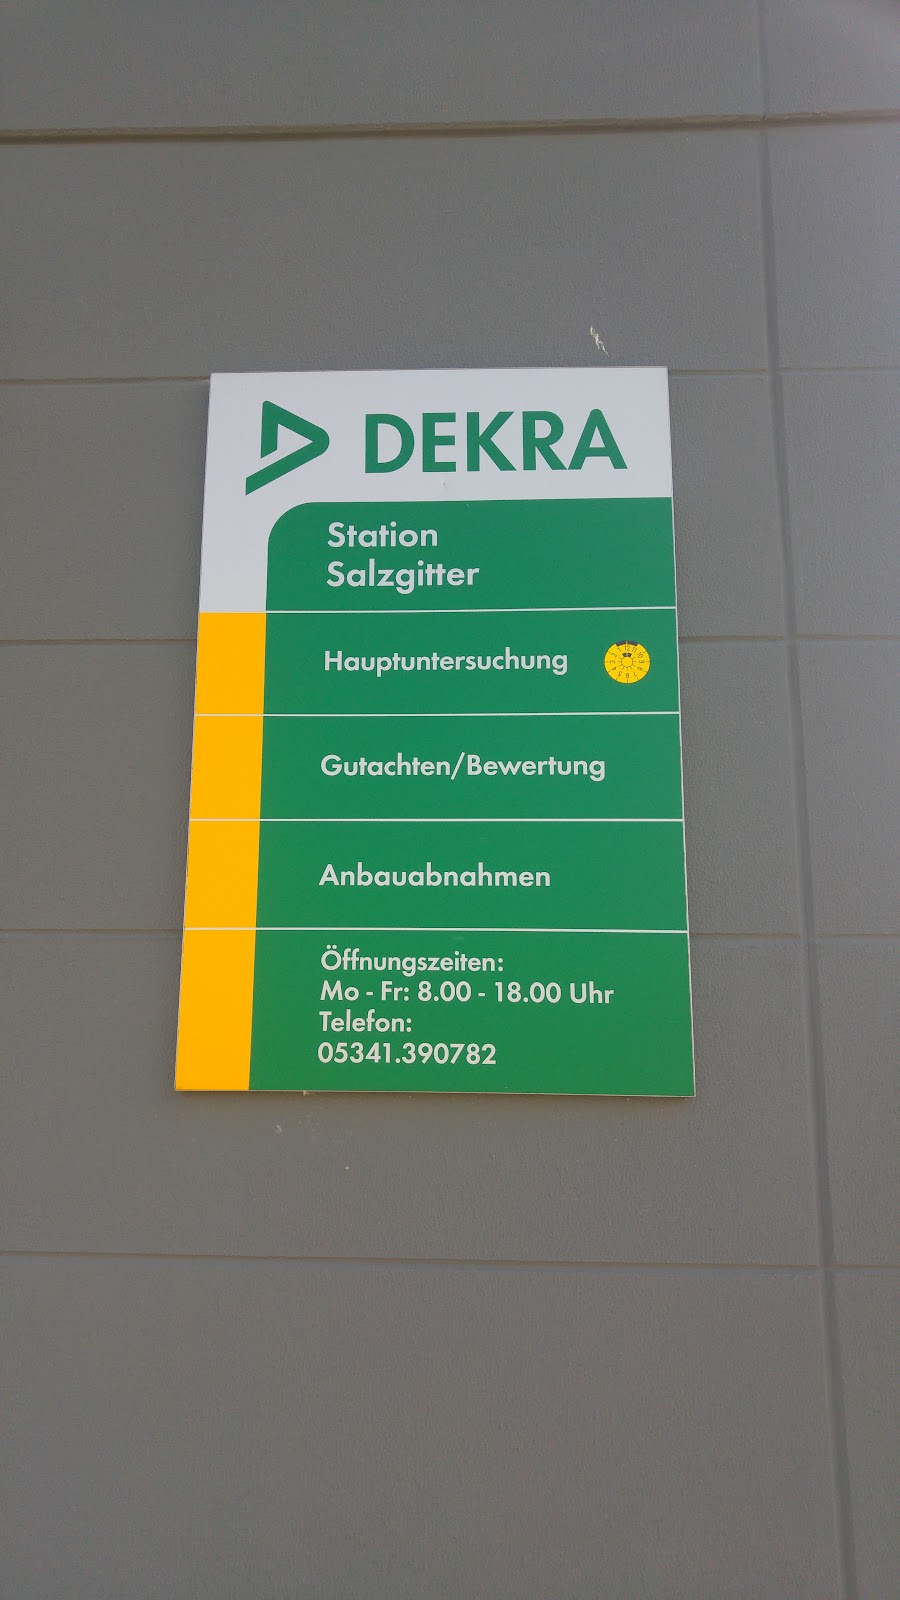 DEKRA
Station
Salzgitter
Hauptuntersuchung
Gutachten/Bewertung
Anbauabnahmen
Öffnungszeiten:
Mo - Fr: 8.00 - 18.00 Uhr
Telefon:
05341.390782